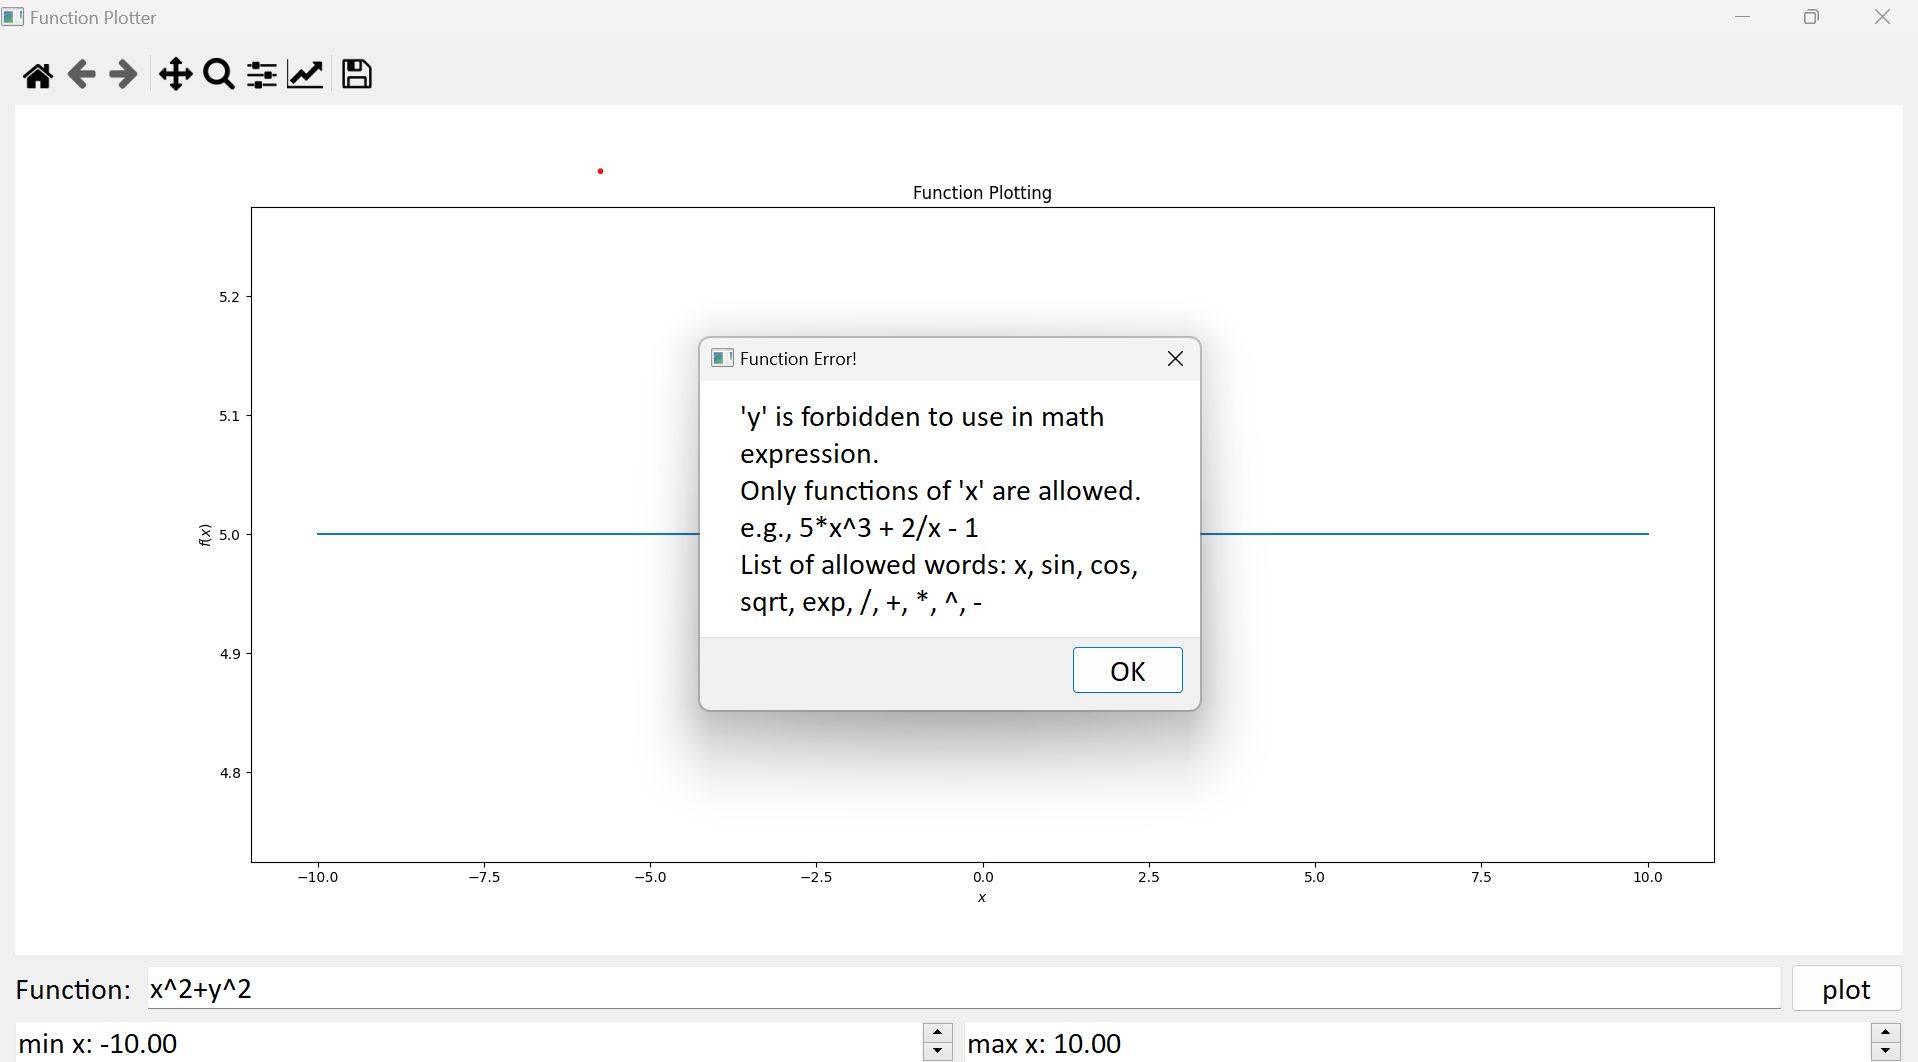 Function Plotter
Function Plotting
5.2
5.1
5.0
4.9
4.8
f(x)
−10.0 −7.5 −5.0 −2.5 0.0 2.5 5.0 7.5 10.0
x
Function Error!
'y' is forbidden to use in math
expression.
Only functions of 'x' are allowed.
e.g., 5*x^3 + 2/x - 1
List of allowed words: x, sin, cos,
sqrt, exp, /, +, *, ^, -
OK
Function: x^2+y^2 plot
min x: -10.00 max x: 10.00